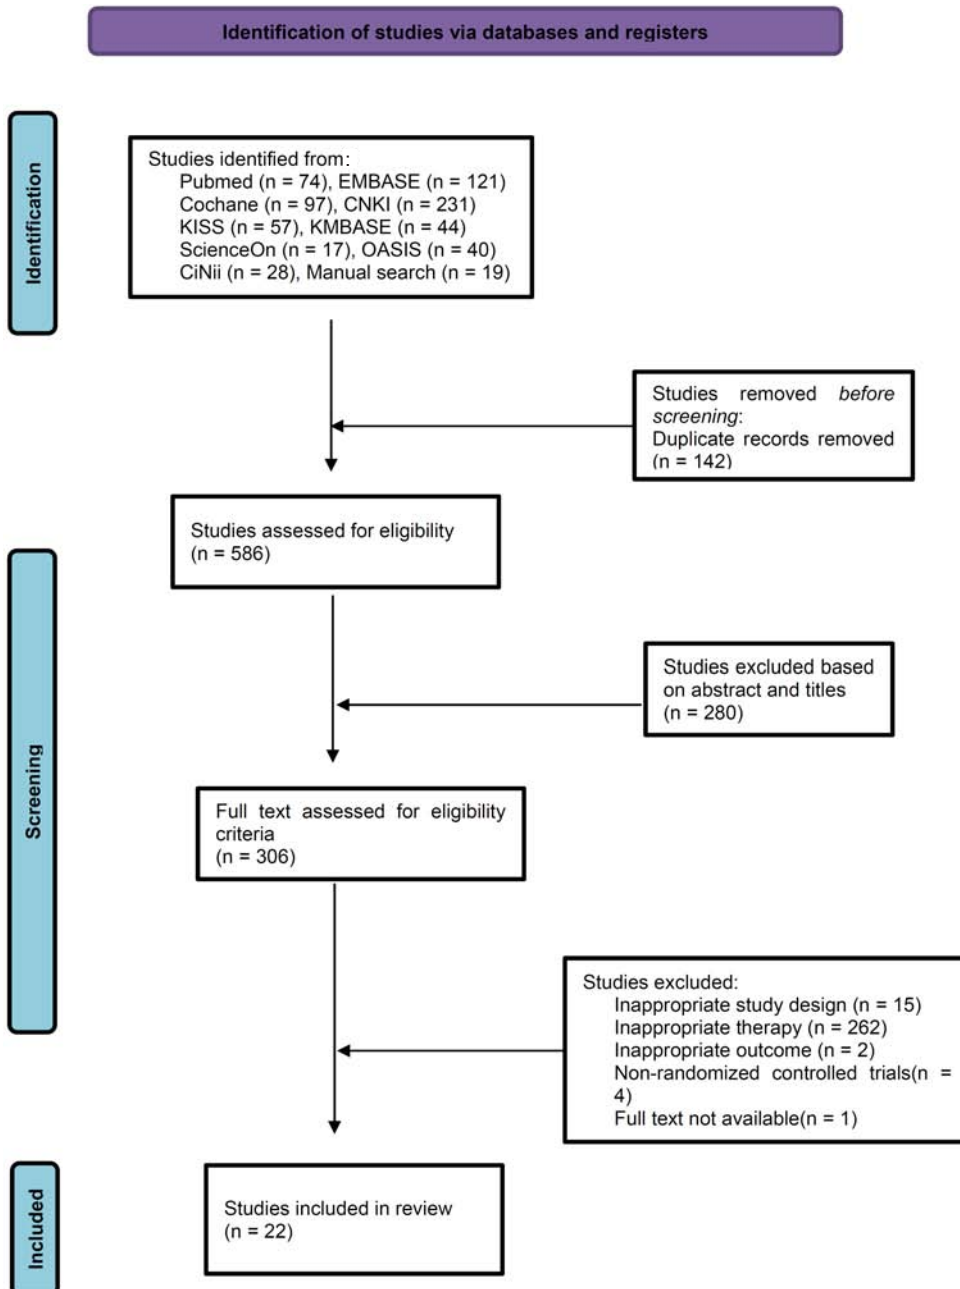 Identification of studies via databases and registers
Identification
Studies identified from:
Pubmed (n = 74), EMBASE (n = 121)
Cochane (n = 97), CNKI (n = 231)
KISS (n = 57), KMBASE (n = 44)
ScienceOn (n = 17), OASIS (n = 40)
CiNii (n = 28), Manual search (n = 19)
Studies removed before
screening:
Duplicate records removed
(n = 142)
Studies assessed for eligibility
(n = 586)
Screening
Studies excluded based
on abstract and titles
(n = 280)
Full text assessed for eligibility
criteria
(n = 306)
Studies excluded:
Inappropriate study design (n = 15)
Inappropriate therapy (n = 262)
Inappropriate outcome (n = 2)
Non-randomized controlled trials(n =
4)
Full text not available(n = 1)
Included
Studies included in review
(n = 22)